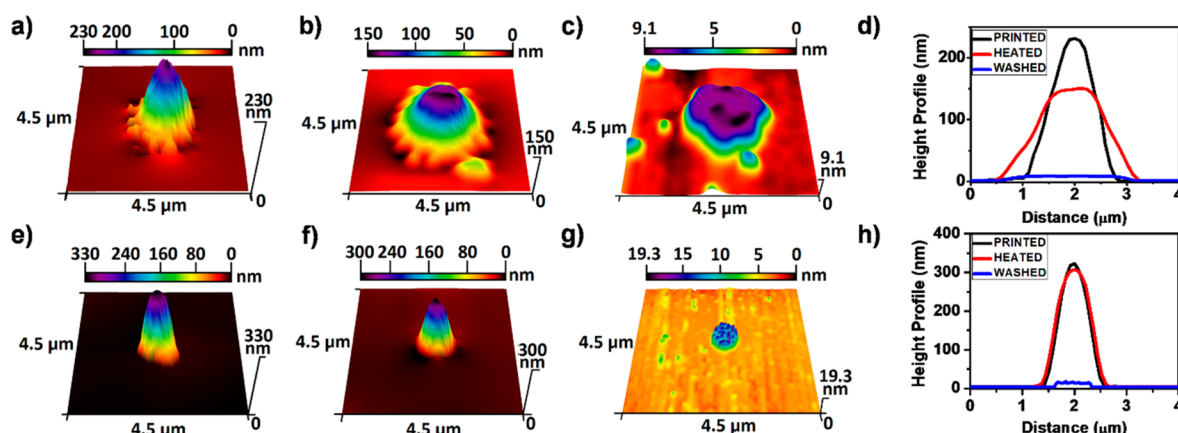 a)
230 200 100 0
nm
4.5 µm
230
nm
0
4.5 µm
b)
150 100 50 0
nm
4.5 µm
150
nm
0
4.5 µm
c)
9.1 5 0
nm
4.5 µm
9.1
nm
0
4.5 µm
d)
PRINTED
HEATED
WASHED
Height Profile (nm)
200
100
0
0 1 2 3 4
Distance (µm)
e)
330 240 160 80 0
nm
4.5 µm
330
nm
0
4.5 µm
f)
300 240 140 80 0
nm
4.5 µm
300
nm
0
4.5 µm
g)
19.3 15 10 5 0
nm
4.5 µm
19.3
nm
0
4.5 µm
h)
PRINTED
HEATED
WASHED
Height Profile (nm)
400
300
200
100
0
0 1 2 3 4
Distance (µm)